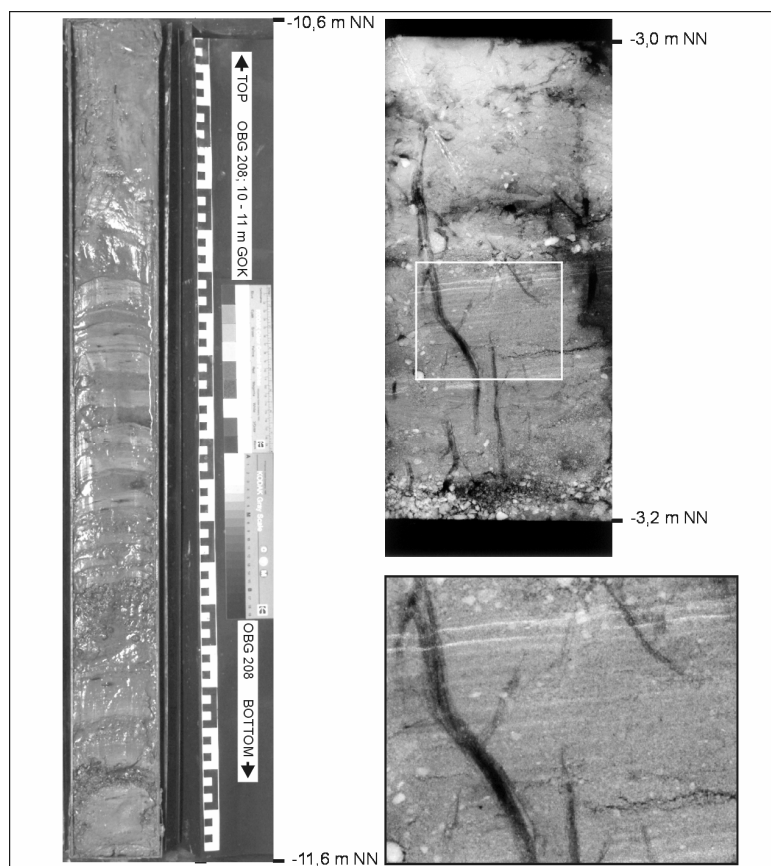 -10,6 m NN
TOP OBG 208; 10 - 11 m GOK
KODAK Gray Scale
OBG 208 BOTTOM
-11,6 m NN
-3,0 m NN
-3,2 m NN